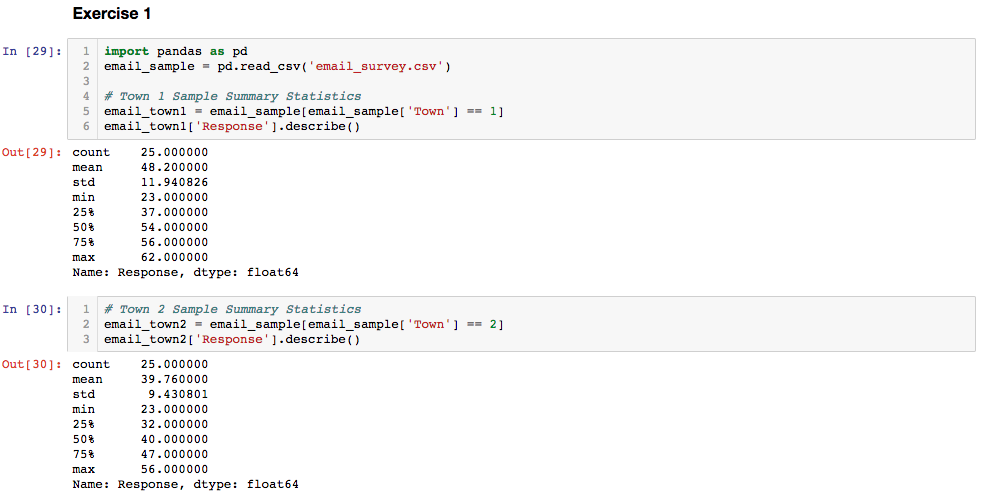 Exercise 1
In [29]:
1 import pandas as pd
2 email_sample = pd.read_csv('email_survey.csv')
3
4 # Town 1 Sample Summary Statistics
5 email_town1 = email_sample[email_sample['Town'] == 1]
6 email_town1['Response'].describe()
Out[29]:
count 25.000000
mean 48.200000
std 11.940826
min 23.000000
25% 37.000000
50% 54.000000
75% 56.000000
max 62.000000
Name: Response, dtype: float64
In [30]:
1 # Town 2 Sample Summary Statistics
2 email_town2 = email_sample[email_sample['Town'] == 2]
3 email_town2['Response'].describe()
Out[30]:
count 25.000000
mean 39.760000
std 9.430801
min 23.000000
25% 32.000000
50% 40.000000
75% 47.000000
max 56.000000
Name: Response, dtype: float64